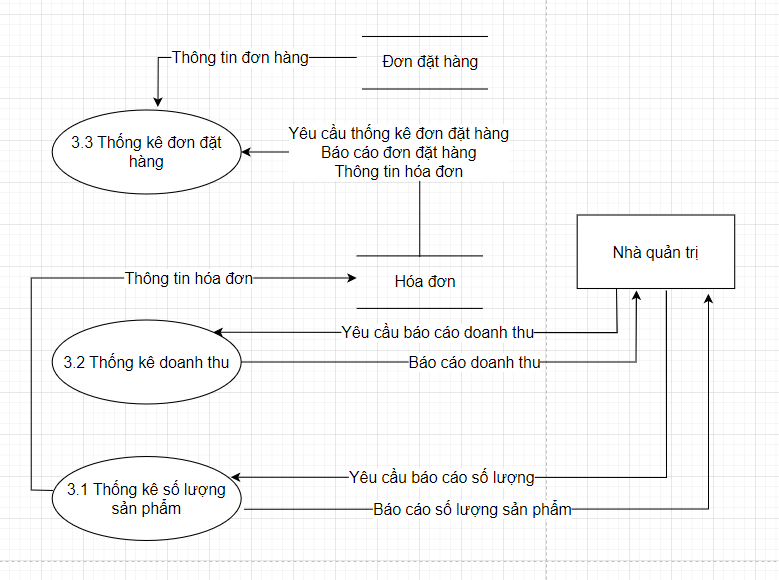 Thông tin đơn hàng
Đơn đặt hàng
3.3 Thống kê đơn đặt
hàng
Yêu cầu thống kê đơn đặt hàng
Báo cáo đơn đặt hàng
Thông tin hóa đơn
Nhà quản trị
Thông tin hóa đơn
Hóa đơn
Yêu cầu báo cáo doanh thu
3.2 Thống kê doanh thu
Báo cáo doanh thu
Yêu cầu báo cáo số lượng
3.1 Thống kê số lượng
sản phẩm
Báo cáo số lượng sản phẩm